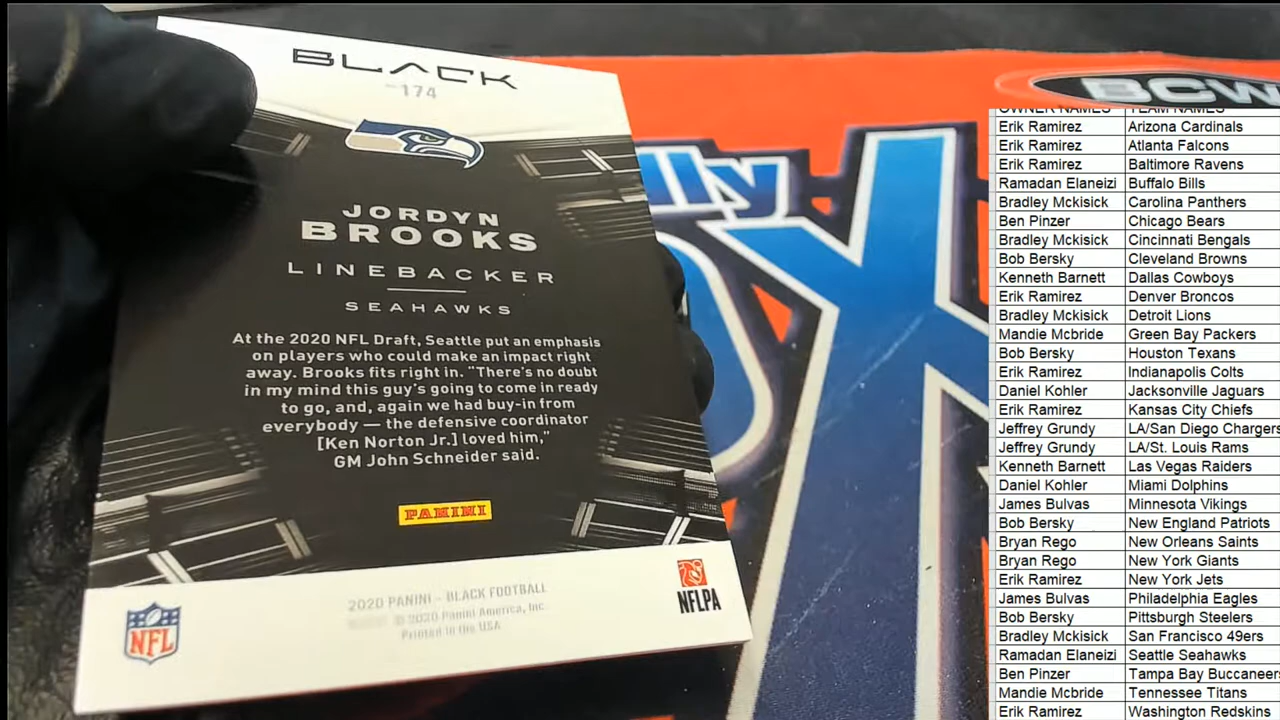 BLACK
-174
JORDYN
BROOKS
LINEBACKER
SEAHAWKS
At the 2020 NFL Draft, Seattle put an emphasis
on players who could make an impact right
away. Brooks fits right in. "There's no doubt
in my mind this guy's going to come in ready
to go, and, again we had buy-in from
everybody — the defensive coordinator
[Ken Norton Jr.] loved him,"
GM John Schneider said.
PANINI
2020 PANINI - BLACK FOOTBALL
© 2020 Panini America, Inc.
Printed in the USA
NFL
NFLPA
lly
BCW
OWNER NAMES TEAM NAMES
Erik Ramirez Arizona Cardinals
Erik Ramirez Atlanta Falcons
Erik Ramirez Baltimore Ravens
Ramadan Elaneizi Buffalo Bills
Bradley Mckisick Carolina Panthers
Ben Pinzer Chicago Bears
Bradley Mckisick Cincinnati Bengals
Bob Bersky Cleveland Browns
Kenneth Barnett Dallas Cowboys
Erik Ramirez Denver Broncos
Bradley Mckisick Detroit Lions
Mandie Mcbride Green Bay Packers
Bob Bersky Houston Texans
Erik Ramirez Indianapolis Colts
Daniel Kohler Jacksonville Jaguars
Erik Ramirez Kansas City Chiefs
Jeffrey Grundy LA/San Diego Chargers
Jeffrey Grundy LA/St. Louis Rams
Kenneth Barnett Las Vegas Raiders
Daniel Kohler Miami Dolphins
James Bulvas Minnesota Vikings
Bob Bersky New England Patriots
Bryan Rego New Orleans Saints
Bryan Rego New York Giants
Erik Ramirez New York Jets
James Bulvas Philadelphia Eagles
Bob Bersky Pittsburgh Steelers
Bradley Mckisick San Francisco 49ers
Ramadan Elaneizi Seattle Seahawks
Ben Pinzer Tampa Bay Buccaneers
Mandie Mcbride Tennessee Titans
Erik Ramirez Washington Redskins